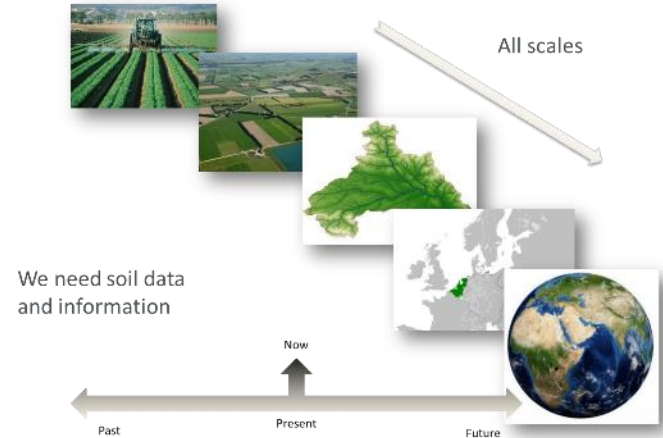 All scales
We need soil data
and information
Now
Past
Present
Future